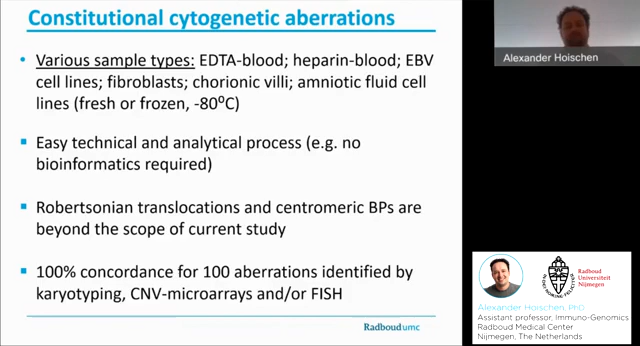 Constitutional cytogenetic aberrations
• Various sample types: EDTA-blood; heparin-blood; EBV
cell lines; fibroblasts; chorionic villi; amniotic fluid cell
lines (fresh or frozen, -80⁰C)
▪ Easy technical and analytical process (e.g. no
bioinformatics required)
▪ Robertsonian translocations and centromeric BPs are
beyond the scope of current study
▪ 100% concordance for 100 aberrations identified by
karyotyping, CNV-microarrays and/or FISH
Radboudumc
Alexander Hoischen
Radboud
Universiteit
Nijmegen
Alexander Hoischen, PhD
Assistant professor, Immuno-Genomics
Radboud Medical Center
Nijmegen, The Netherlands